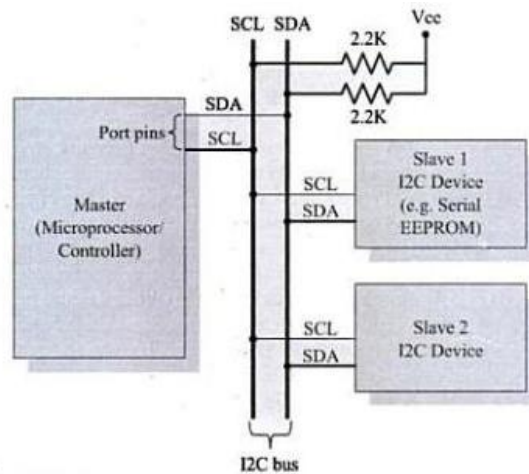 SCL SDA
Vcc
2.2K
2.2K
SDA
SCL
Port pins
Master
(Microprocessor/
Controller)
SCL
SDA
Slave 1
I2C Device
(e.g. Serial
EEPROM)
SCL
SDA
Slave 2
I2C Device
I2C bus